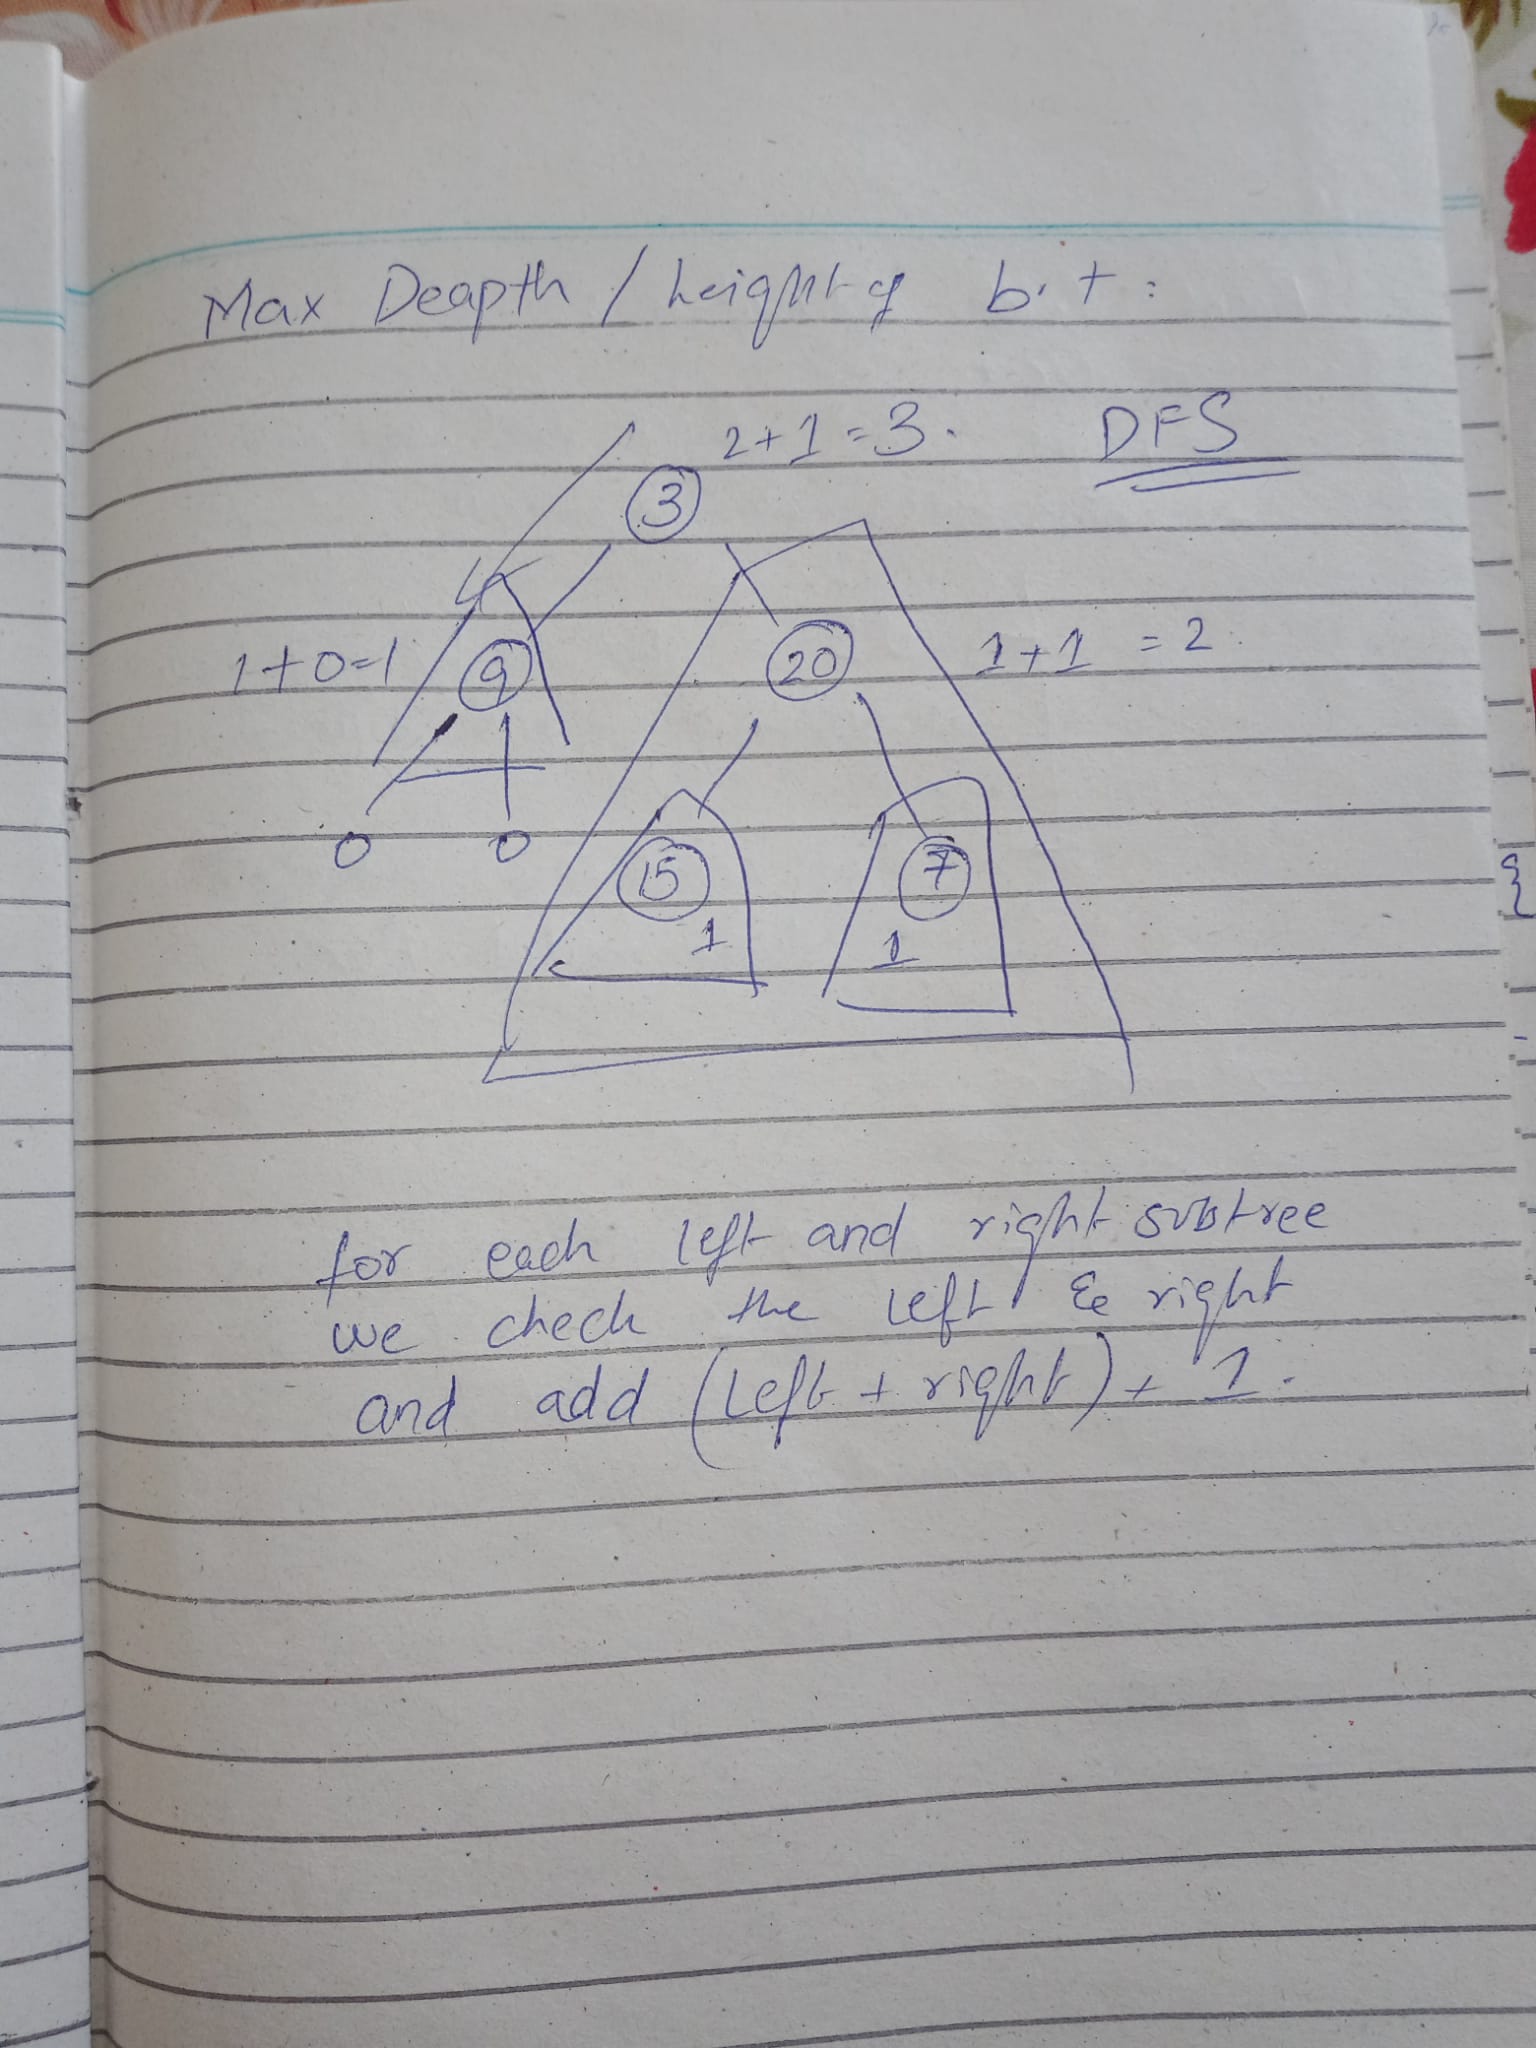 Max Deapth / height of b.t :
2+1=3.
DFS
3
1+0=1
9
20
1+1 = 2.
0
0
15
7
1
1
for each left and right subtree
we check the left & right
and add (left + right) + 1.